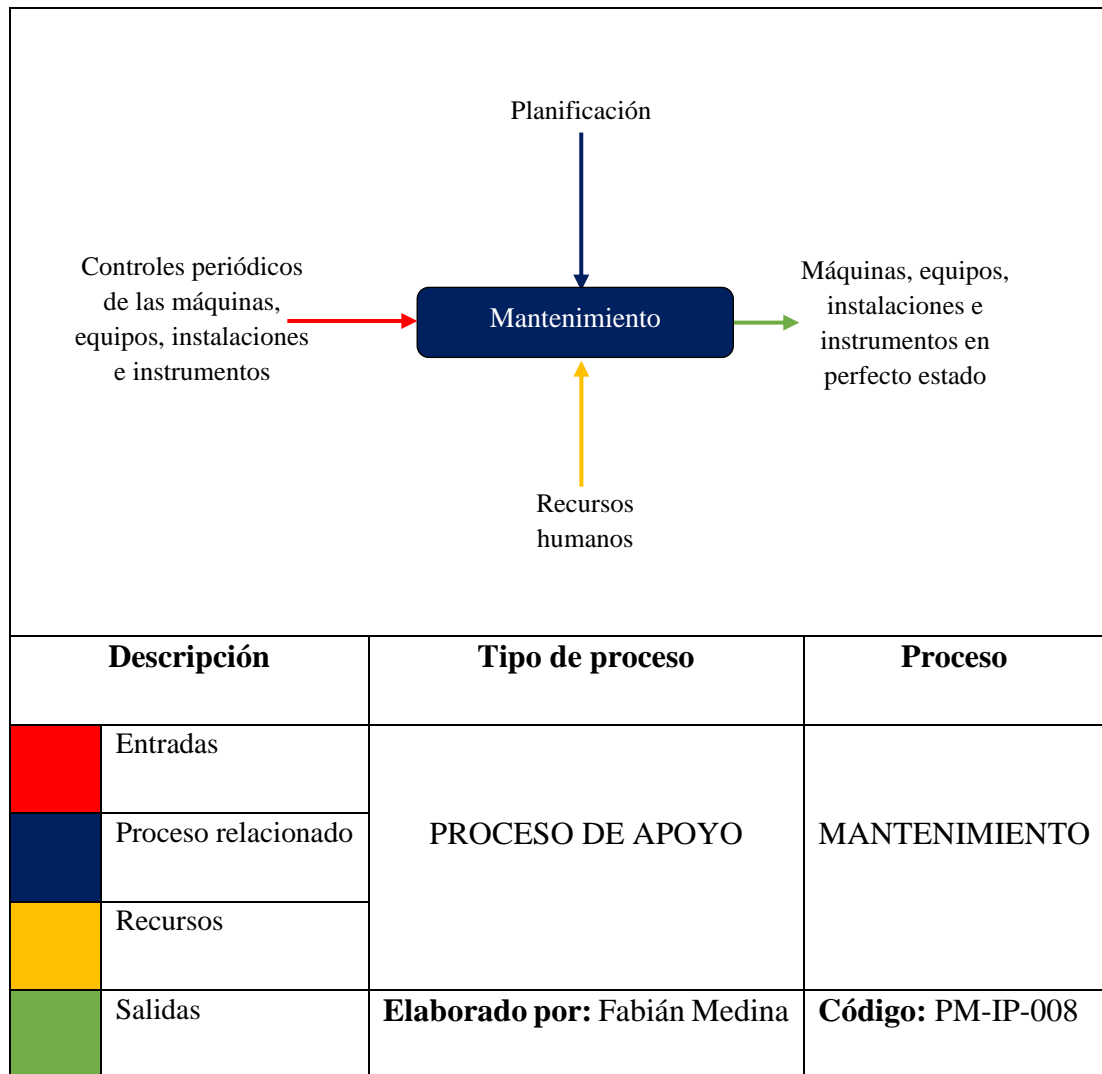 Planificación
Controles periódicos
de las máquinas,
equipos, instalaciones
e instrumentos
Mantenimiento
Máquinas, equipos,
instalaciones e
instrumentos en
perfecto estado
Recursos
humanos
Descripción
Tipo de proceso
Proceso
Entradas
Proceso relacionado
Recursos
PROCESO DE APOYO
MANTENIMIENTO
Salidas
Elaborado por: Fabián Medina
Código: PM-IP-008